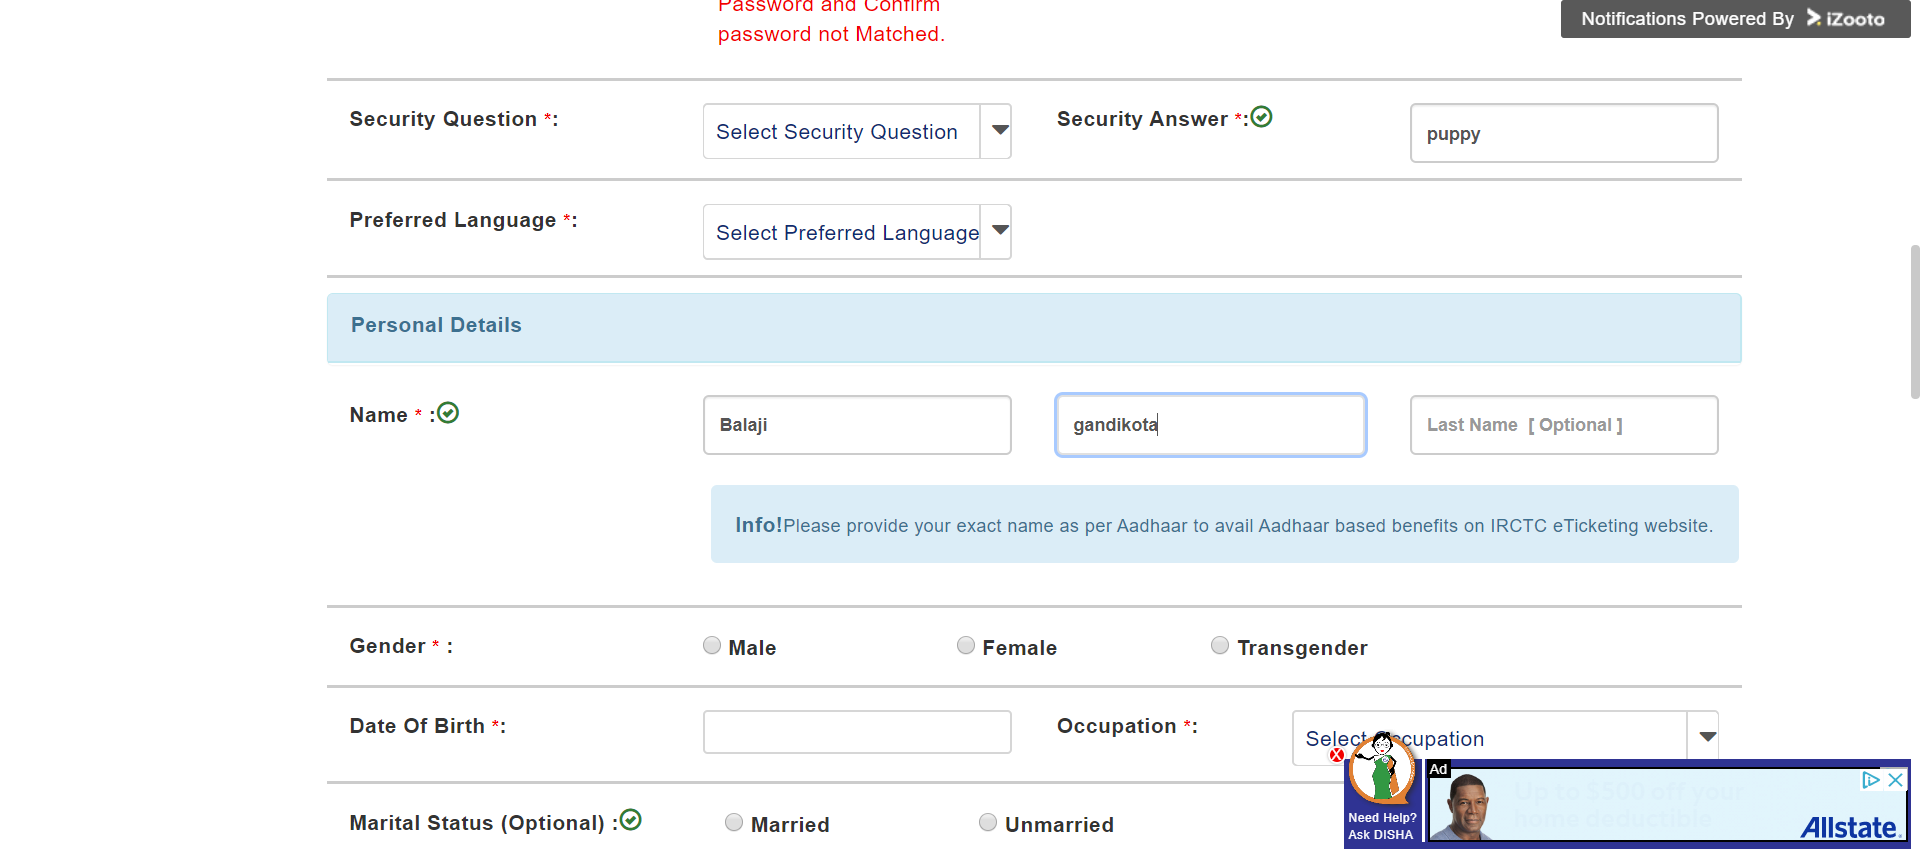 Password and Confirm
password not Matched.
Notifications Powered By iZooto
Security Question *:
Select Security Question
Security Answer *:
puppy
Preferred Language *:
Select Preferred Language
Personal Details
Name * :
Balaji
gandikota
Last Name [ Optional ]
Info!Please provide your exact name as per Aadhaar to avail Aadhaar based benefits on IRCTC eTicketing website.
Gender * :
Male
Female
Transgender
Date Of Birth *:
Occupation *:
Select Occupation
Marital Status (Optional) :
Married
Unmarried
X
Need Help?
Ask DISHA
Ad
Up to $500 off your
home deductible
Allstate.